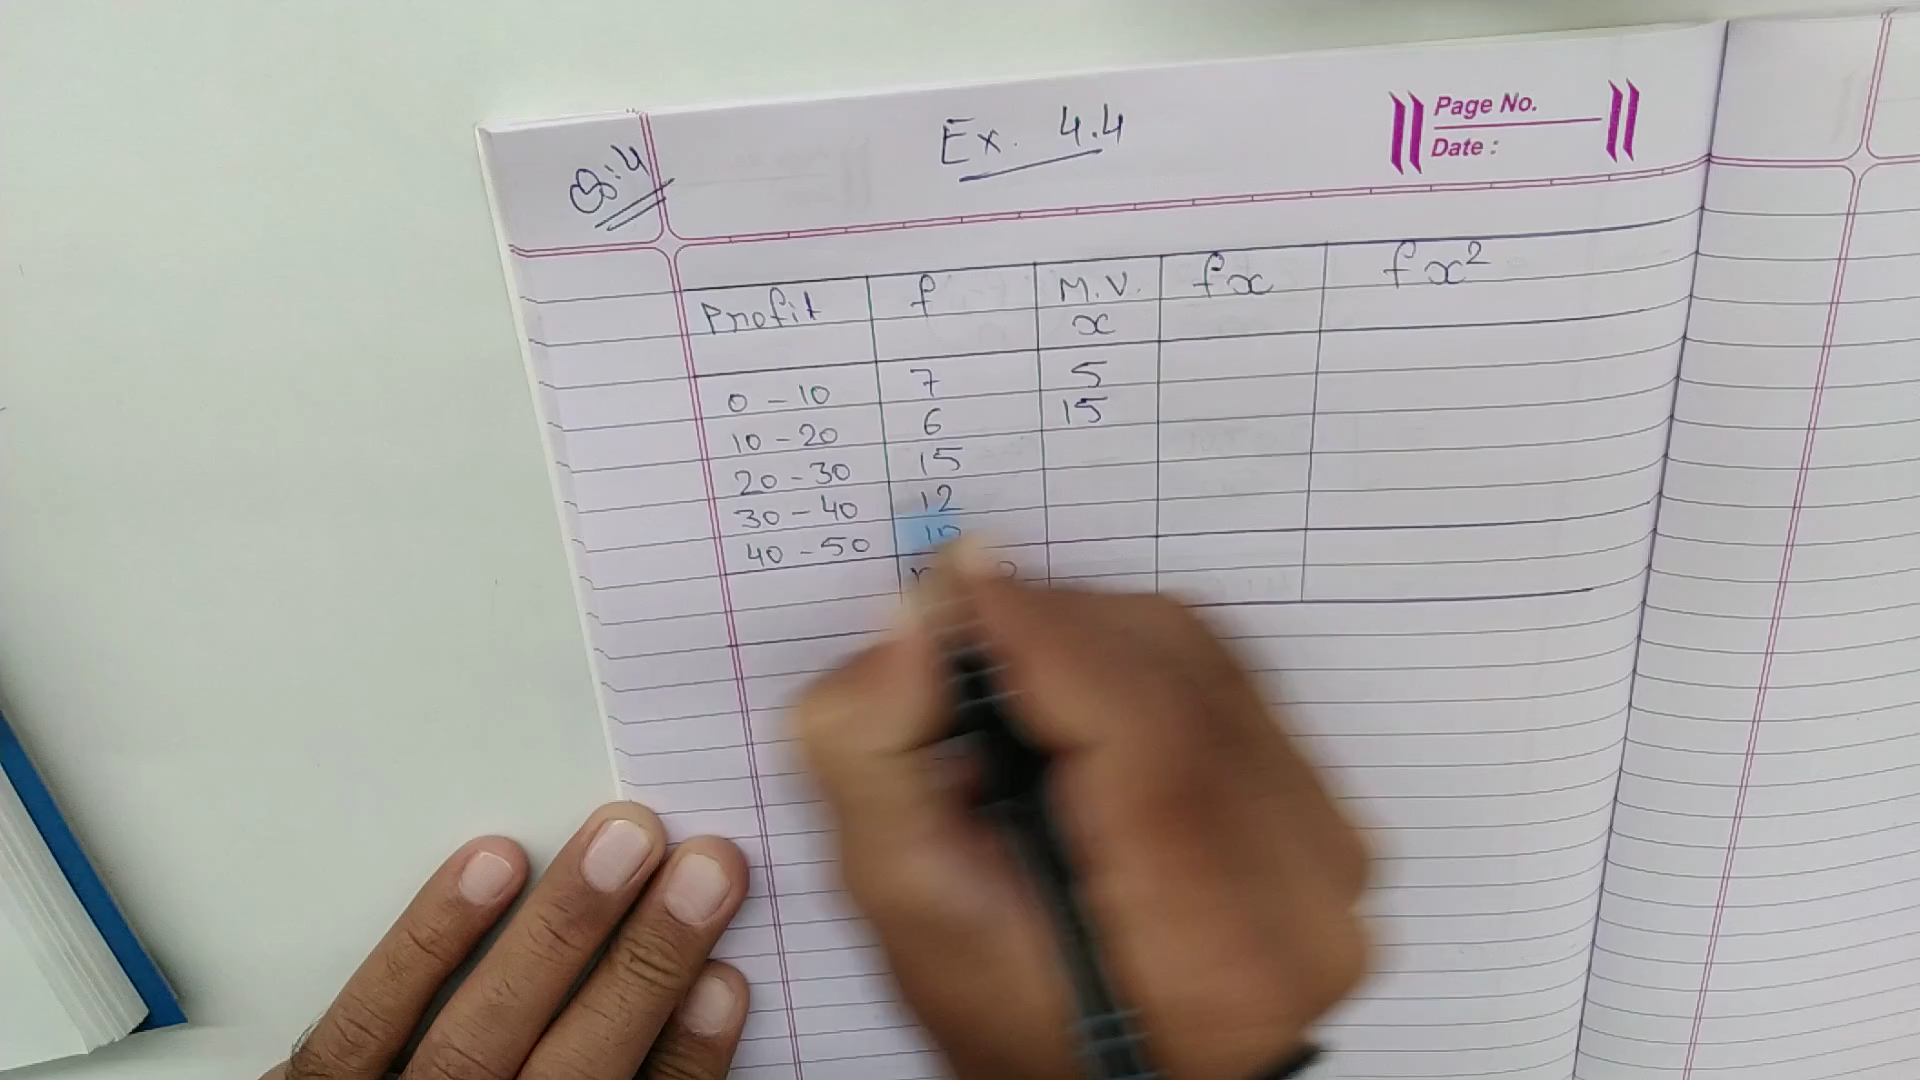 Ex. 4.4
Page No.
Date :
Q:4
Profit f M.V. x fx fx²
0 - 10 7 5
10 - 20 6 15
20 - 30 15
30 - 40 12
40 - 50 10